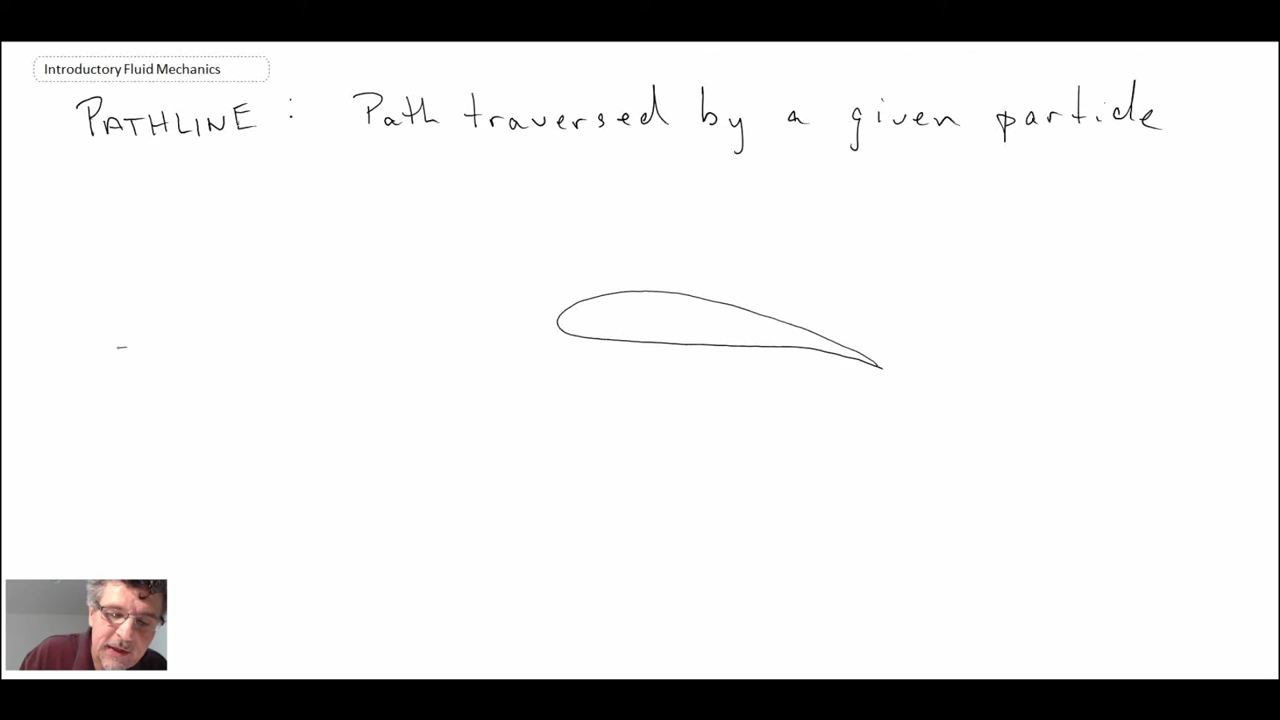 Introductory Fluid Mechanics
PATHLINE : Path traversed by a given particle